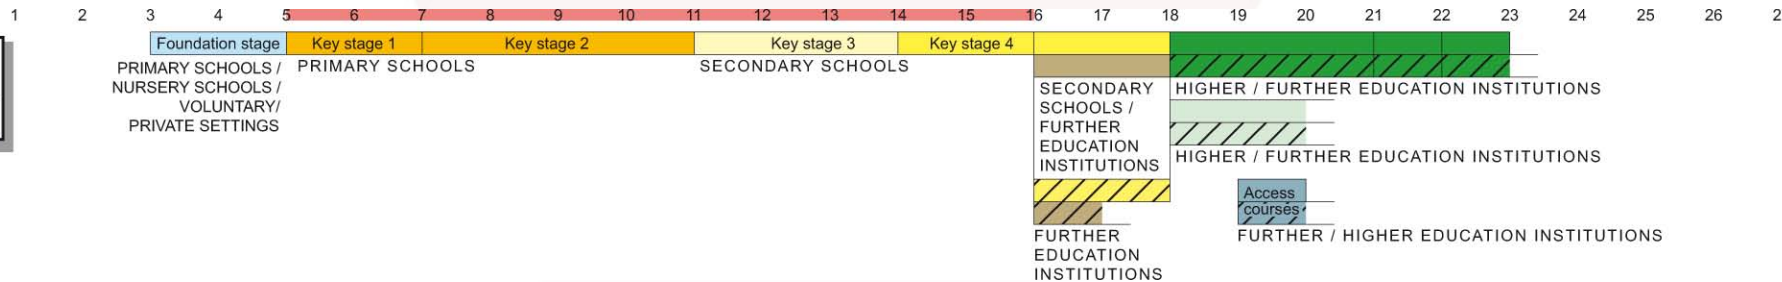 1 2 3 4 5 6 7 8 9 10 11 12 13 14 15 16 17 18 19 20 21 22 23 24 25 26 2
Foundation stage Key stage 1 Key stage 2 Key stage 3 Key stage 4
PRIMARY SCHOOLS /
NURSERY SCHOOLS /
VOLUNTARY/
PRIVATE SETTINGS
PRIMARY SCHOOLS
SECONDARY SCHOOLS
SECONDARY
SCHOOLS /
FURTHER
EDUCATION
INSTITUTIONS
HIGHER / FURTHER EDUCATION INSTITUTIONS
HIGHER / FURTHER EDUCATION INSTITUTIONS
Access
courses
FURTHER
EDUCATION
INSTITUTIONS
FURTHER / HIGHER EDUCATION INSTITUTIONS